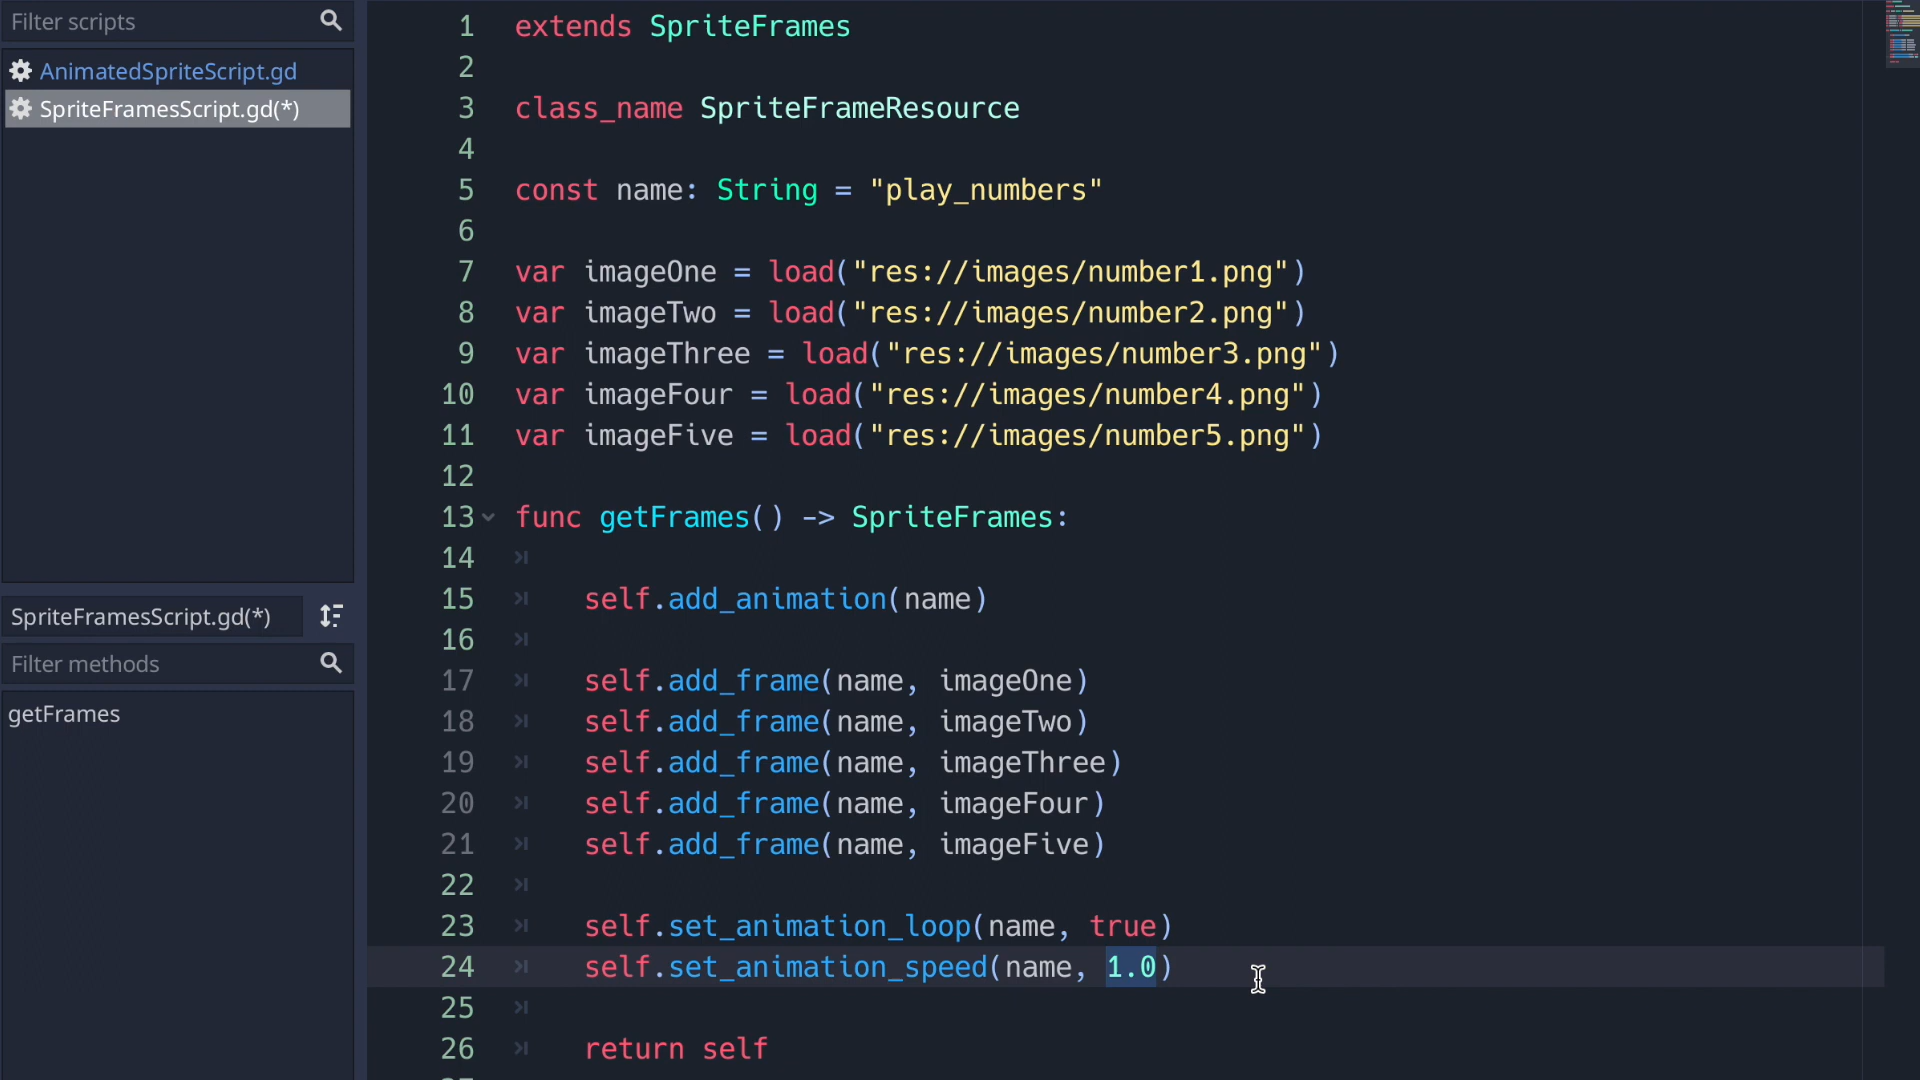 Filter scripts
AnimatedSpriteScript.gd
SpriteFramesScript.gd(*)
SpriteFramesScript.gd(*)
Filter methods
getFrames
1 extends SpriteFrames
2
3 class_name SpriteFrameResource
4
5 const name: String = "play_numbers"
6
7 var imageOne = load("res://images/number1.png")
8 var imageTwo = load("res://images/number2.png")
9 var imageThree = load("res://images/number3.png")
10 var imageFour = load("res://images/number4.png")
11 var imageFive = load("res://images/number5.png")
12
13 func getFrames() -> SpriteFrames:
14
15 self.add_animation(name)
16
17 self.add_frame(name, imageOne)
18 self.add_frame(name, imageTwo)
19 self.add_frame(name, imageThree)
20 self.add_frame(name, imageFour)
21 self.add_frame(name, imageFive)
22
23 self.set_animation_loop(name, true)
24 self.set_animation_speed(name, 1.0)
25
26 return self